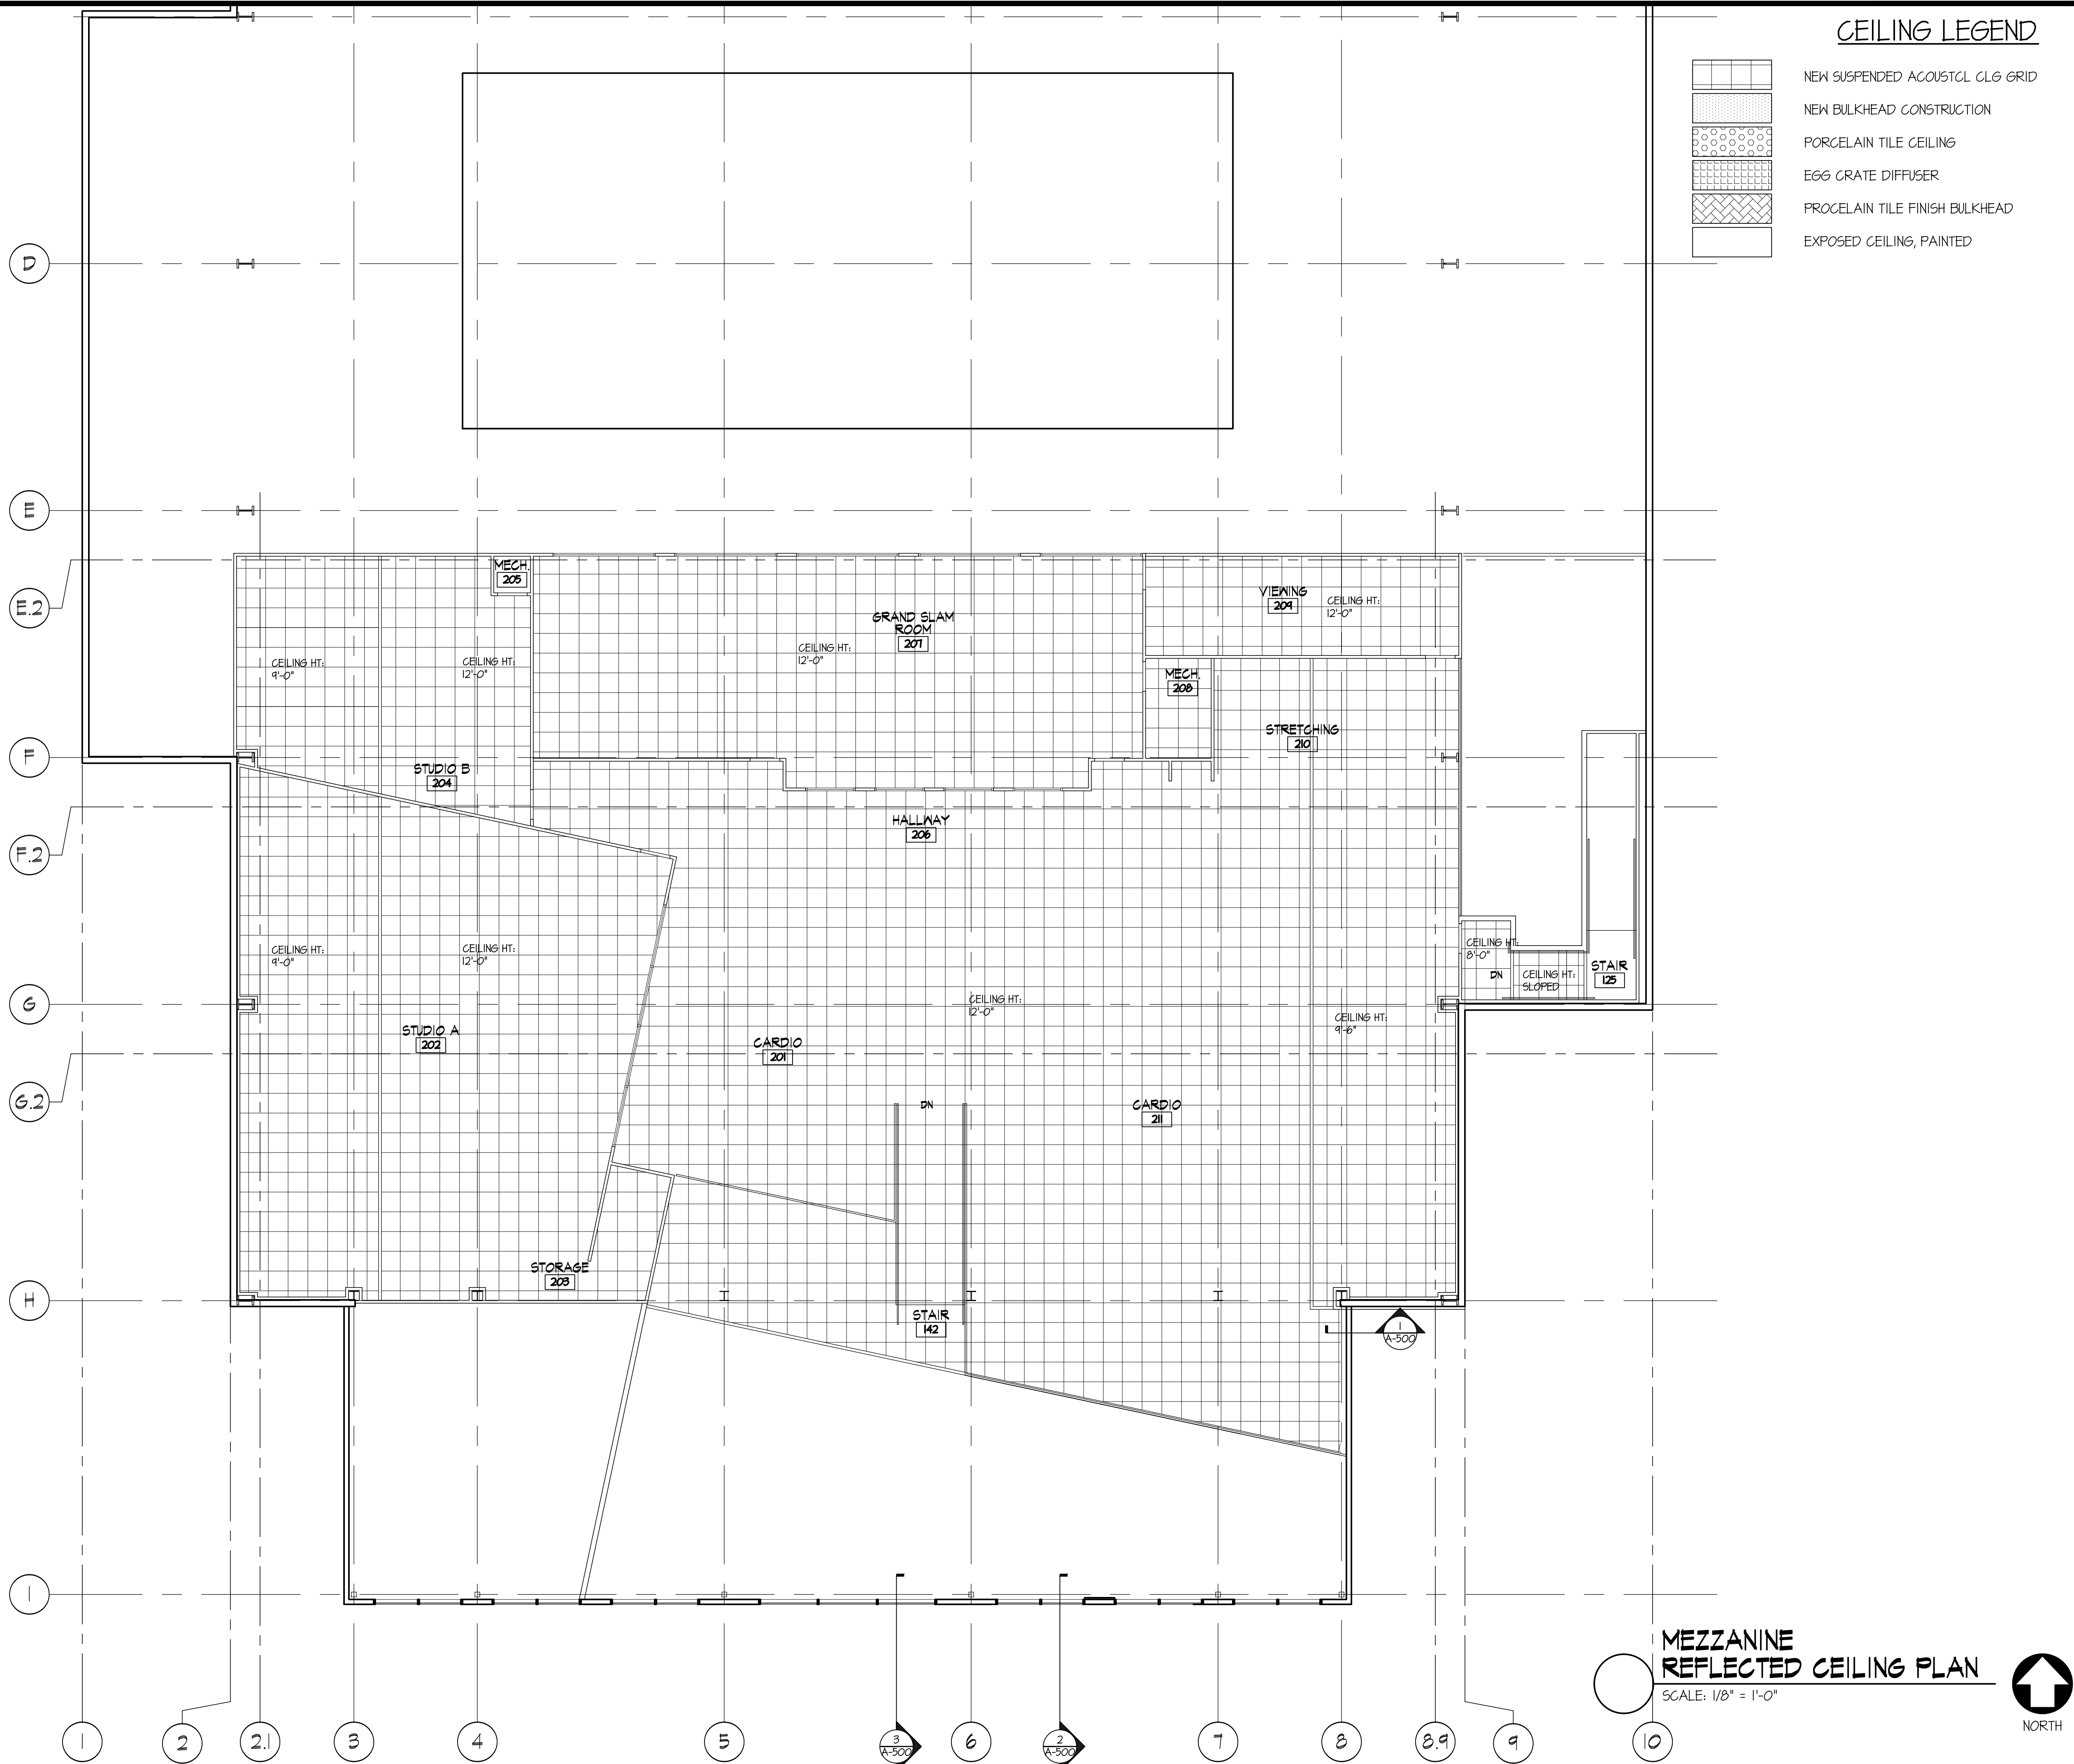 CEILING LEGEND
NEW SUSPENDED ACOUSTCL CLG GRID
NEW BULKHEAD CONSTRUCTION
PORCELAIN TILE CEILING
EGG CRATE DIFFUSER
PROCELAIN TILE FINISH BULKHEAD
EXPOSED CEILING, PAINTED
D
E
E.2
F
F.2
G
G.2
H
I
MECH.
205
GRAND SLAM
ROOM
207
CEILING HT:
12'-0"
VIEWING
209
CEILING HT:
12'-0"
CEILING HT:
9'-0"
CEILING HT:
12'-0"
MECH.
208
STRETCHING
210
STUDIO B
204
HALLWAY
206
CEILING HT:
9'-0"
CEILING HT:
12'-0"
CEILING HT:
8'-0"
DN
CEILING HT:
SLOPED
STAIR
125
CEILING HT:
12'-0"
CEILING HT:
9'-6"
STUDIO A
202
CARDIO
201
DN
CARDIO
211
STORAGE
203
STAIR
142
1
A-500
MEZZANINE
REFLECTED CEILING PLAN
SCALE: 1/8" = 1'-0"
NORTH
1
2
2.1
3
4
5
3
A-500
6
2
A-500
7
8
8.9
9
10